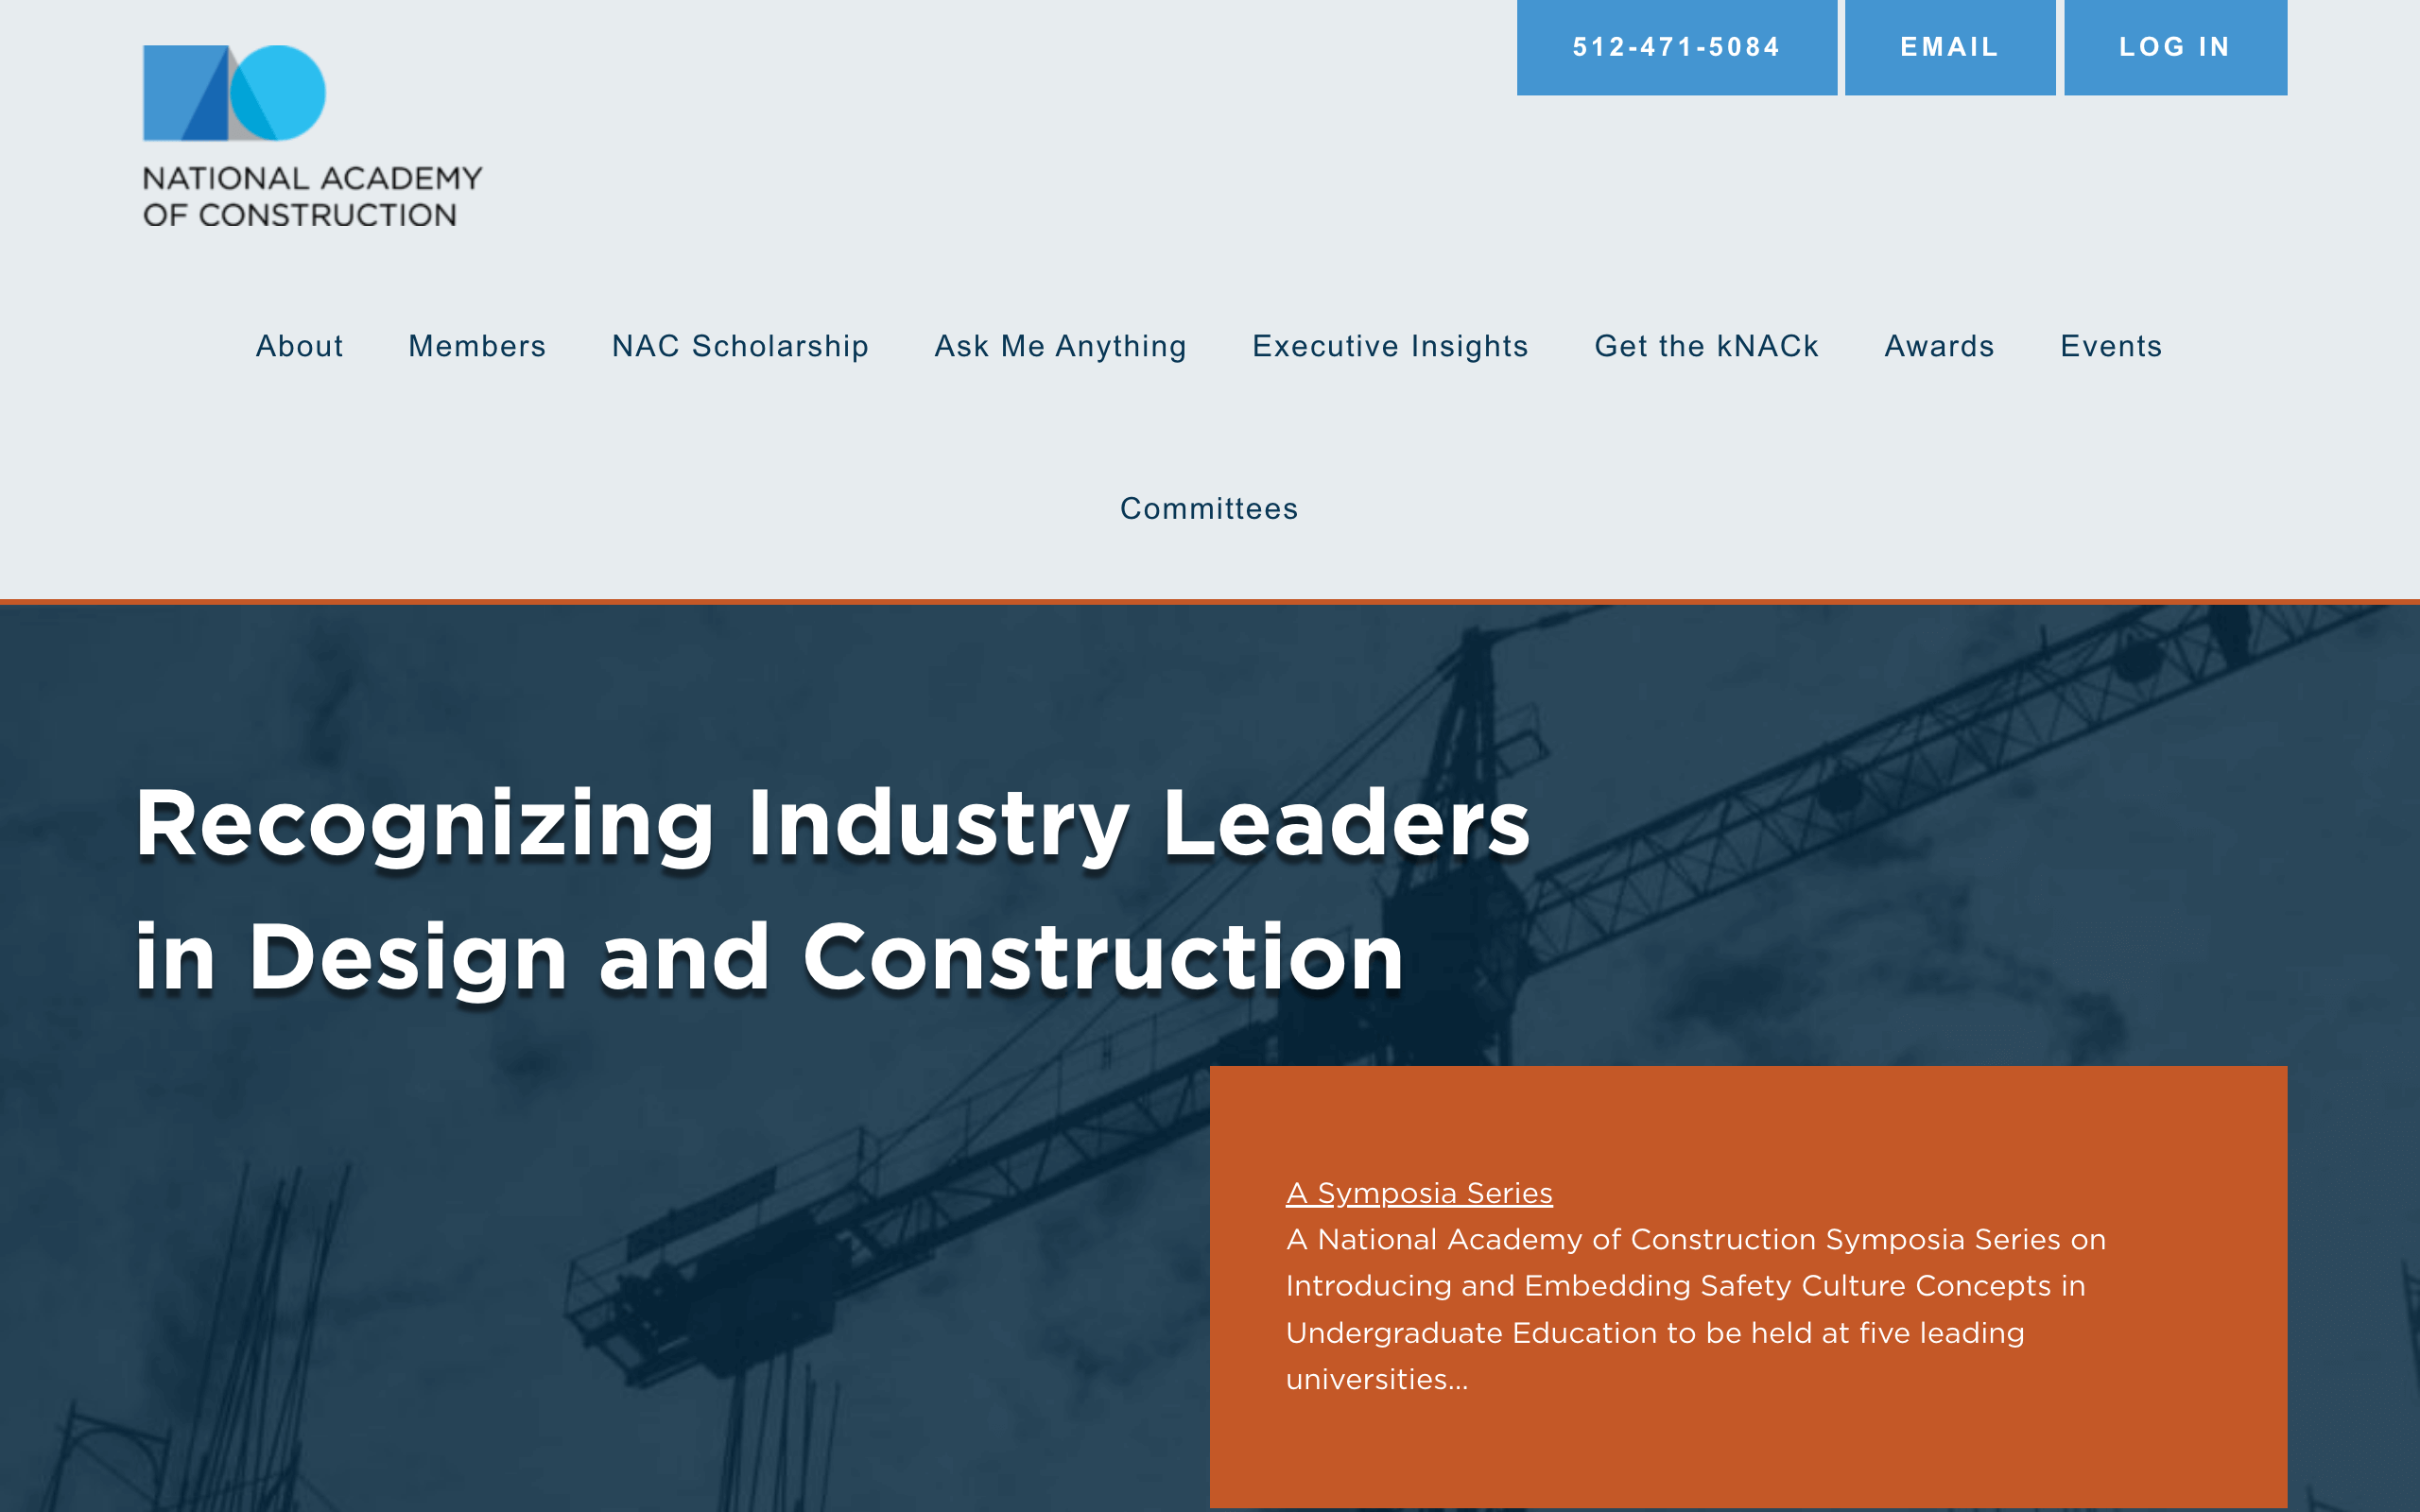 512-471-5084
EMAIL
LOG IN
NATIONAL ACADEMY
OF CONSTRUCTION
About
Members
NAC Scholarship
Ask Me Anything
Executive Insights
Get the kNACk
Awards
Events
Committees
Recognizing Industry Leaders
in Design and Construction
A Symposia Series
A National Academy of Construction Symposia Series on
Introducing and Embedding Safety Culture Concepts in
Undergraduate Education to be held at five leading
universities...